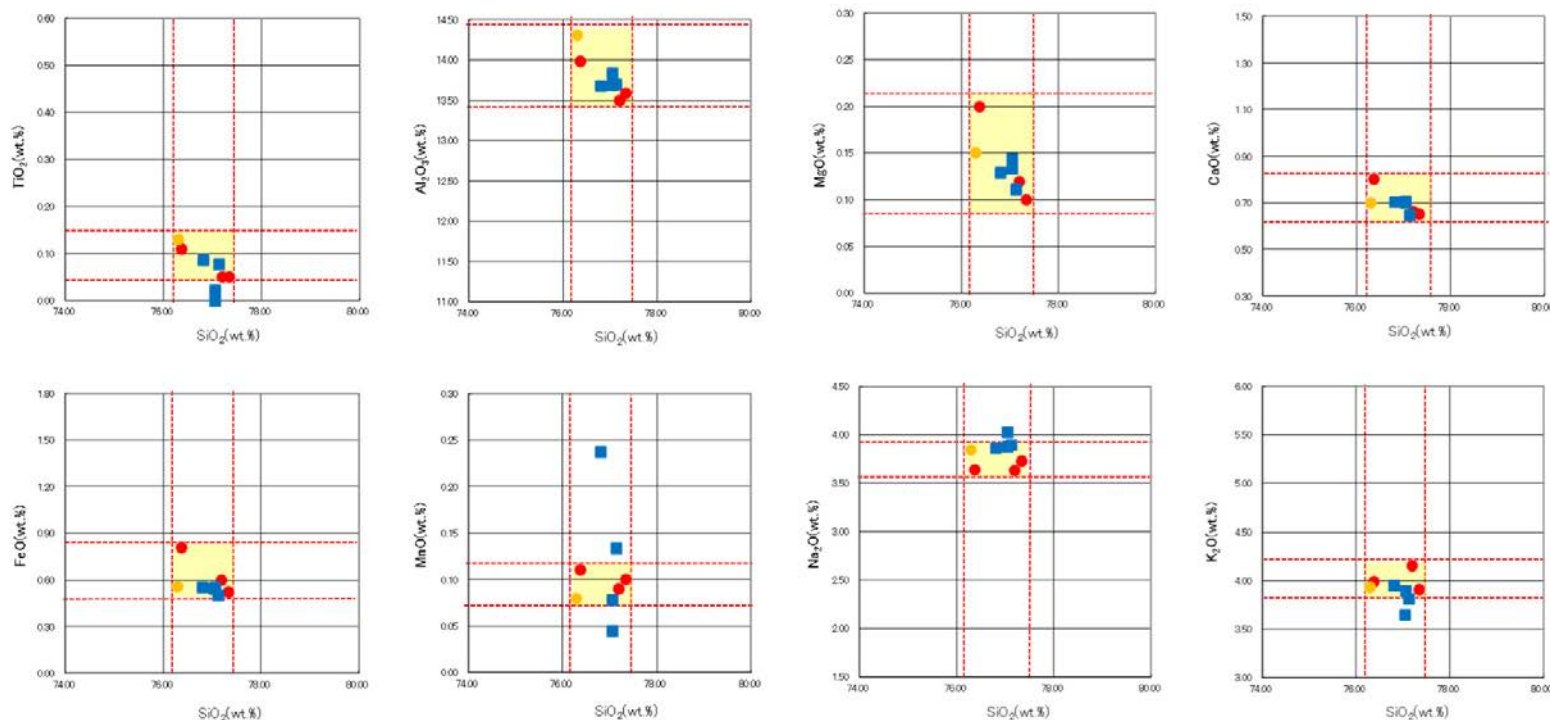 0.60
0.50
0.40
0.30
0.20
0.10
0.00
74.00 76.00 78.00 80.00
TiO2(wt.%)
SiO2(wt.%)
14.50
14.00
13.50
13.00
12.50
12.00
11.50
11.00
74.00 76.00 78.00 80.00
Al2O3(wt.%)
SiO2(wt.%)
0.30
0.25
0.20
0.15
0.10
0.05
0.00
74.00 76.00 78.00 80.00
MgO(wt.%)
SiO2(wt.%)
1.50
1.30
1.10
0.90
0.70
0.50
0.30
74.00 76.00 78.00 80.00
CaO(wt.%)
SiO2(wt.%)
1.80
1.50
1.20
0.90
0.60
0.30
0.00
74.00 76.00 78.00 80.00
FeO(wt.%)
SiO2(wt.%)
0.30
0.25
0.20
0.15
0.10
0.05
0.00
74.00 76.00 78.00 80.00
MnO(wt.%)
SiO2(wt.%)
4.50
4.00
3.50
3.00
2.50
2.00
1.50
74.00 76.00 78.00 80.00
Na2O(wt.%)
SiO2(wt.%)
6.00
5.50
5.00
4.50
4.00
3.50
3.00
74.00 76.00 78.00 80.00
K2O(wt.%)
SiO2(wt.%)